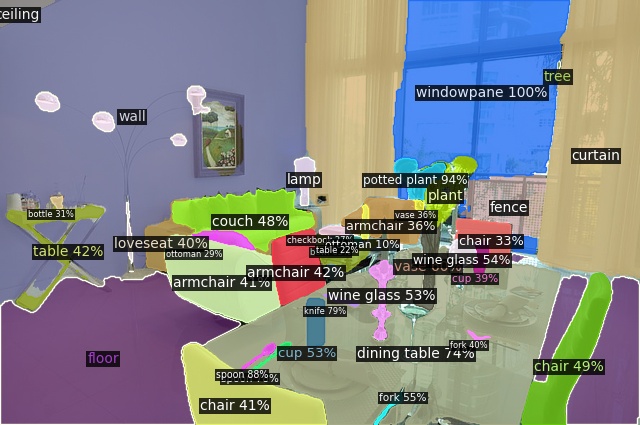 ceiling
tree
windowpane 100%
wall
curtain
lamp
potted plant 94%
plant
bottle 31%
fence
vase 36%
couch 48%
armchair 36%
chair 33%
loveseat 40%
ottoman 10%
table 42%
ottoman 29%
table 22%
wine glass 54%
armchair 42%
cup 39%
armchair 41%
wine glass 53%
knife 79%
fork 40%
cup 53%
dining table 74%
floor
chair 49%
spoon 88%
fork 55%
chair 41%